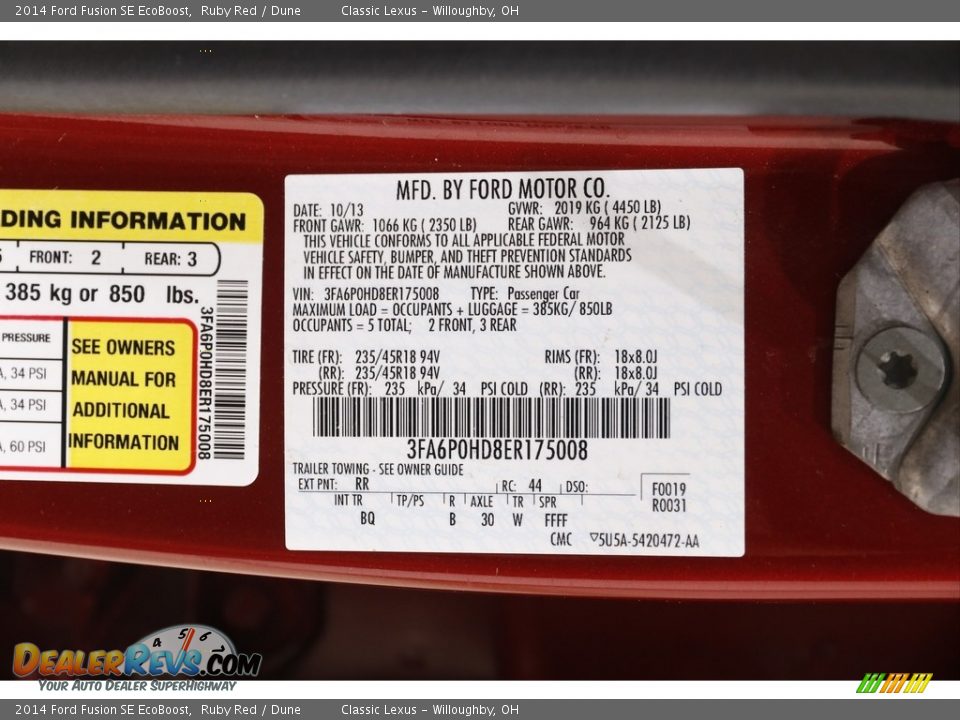 2014 Ford Fusion SE EcoBoost, Ruby Red / Dune Classic Lexus – Willoughby, OH
DING INFORMATION
FRONT: 2 REAR: 3
385 kg or 850 lbs.
PRESSURE
34 PSI
34 PSI
60 PSI
SEE OWNERS
MANUAL FOR
ADDITIONAL
INFORMATION
3FA6P0HD8ER175008
MFD. BY FORD MOTOR CO.
DATE: 10/13 GVWR: 2019 KG ( 4450 LB)
FRONT GAWR: 1066 KG ( 2350 LB) REAR GAWR: 964 KG ( 2125 LB)
THIS VEHICLE CONFORMS TO ALL APPLICABLE FEDERAL MOTOR
VEHICLE SAFETY, BUMPER, AND THEFT PREVENTION STANDARDS
IN EFFECT ON THE DATE OF MANUFACTURE SHOWN ABOVE.
VIN: 3FA6P0HD8ER175008 TYPE: Passenger Car
MAXIMUM LOAD = OCCUPANTS + LUGGAGE = 385KG/ 850LB
OCCUPANTS = 5 TOTAL; 2 FRONT, 3 REAR
TIRE (FR): 235/45R18 94V RIMS (FR): 18x8.0J
(RR): 235/45R18 94V (RR): 18x8.0J
PRESSURE (FR): 235 kPa/ 34 PSI COLD (RR): 235 kPa/ 34 PSI COLD
3FA6P0HD8ER175008
TRAILER TOWING - SEE OWNER GUIDE
EXT PNT: RR RC: 44 DSO: F0019
INT TR TP/PS R AXLE TR SPR R0031
BQ B 30 W FFFF
CMC ▽5U5A-5420472-AA
4 5 6
DealerRevs.com
Your Auto Dealer SuperHighway
2014 Ford Fusion SE EcoBoost, Ruby Red / Dune Classic Lexus – Willoughby, OH